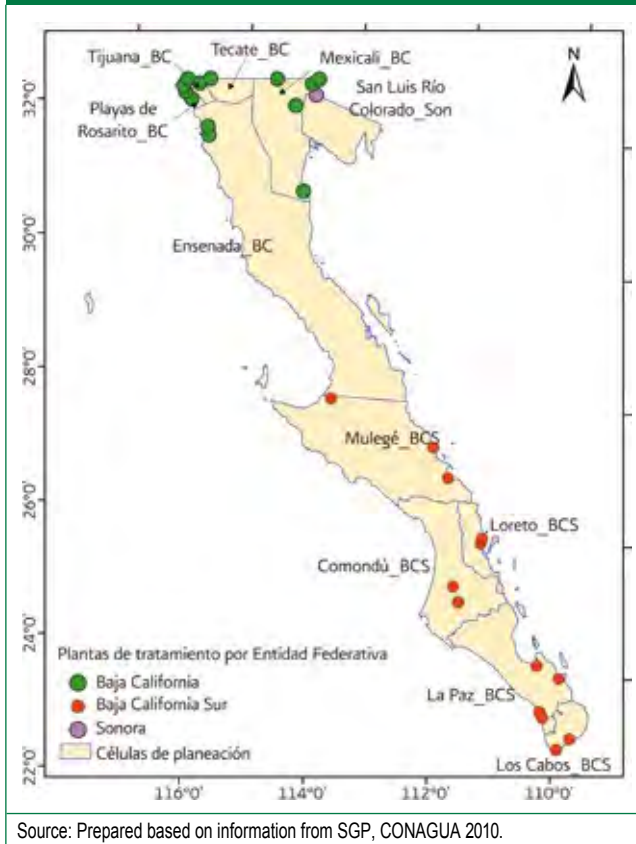 Tijuana_BC
Tecate_BC
Mexicali_BC
N
San Luis Río
Colorado_Son
Playas de
Rosarito_BC
32°0'
Ensenada_BC
30°0'
28°0'
Mulegé_BCS
26°0'
Loreto_BCS
Comondú_BCS
24°0'
Plantas de tratamiento por Entidad Federativa
Baja California
Baja California Sur
Sonora
Células de planeación
La Paz_BCS
Los Cabos_BCS
22°0'
116°0' 114°0' 112°0' 110°0'
Source: Prepared based on information from SGP, CONAGUA 2010.